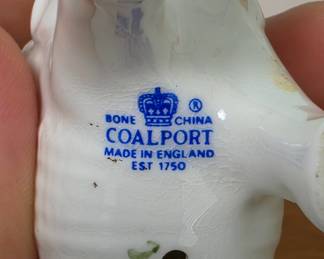 ®
BONE CHINA
COALPORT
MADE IN ENGLAND
EST 1750